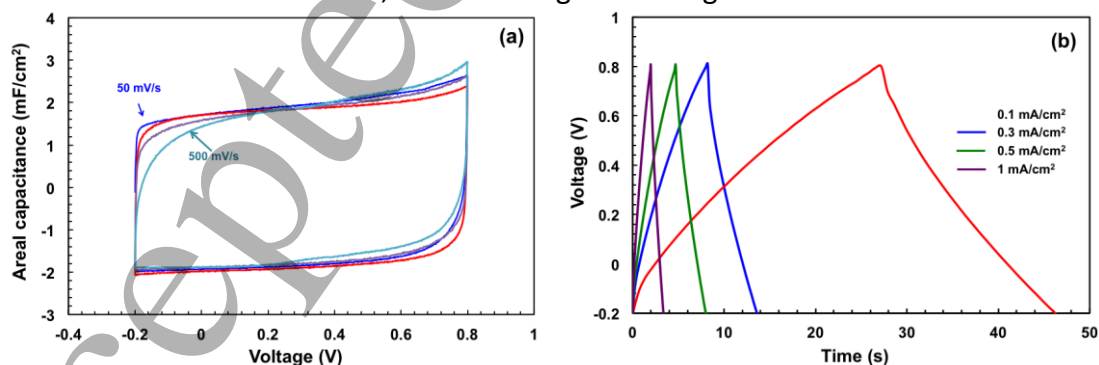 (a)
4
3
2
1
0
-1
-2
-3
-0.4
-0.2
0
0.2
0.4
0.6
0.8
1
Areal capacitance (mF/cm²)
Voltage (V)
50 mV/s
500 mV/s
(b)
1
0.8
0.6
0.4
0.2
0
-0.2
0
10
20
30
40
50
Voltage (V)
Time (s)
0.1 mA/cm²
0.3 mA/cm²
0.5 mA/cm²
1 mA/cm²